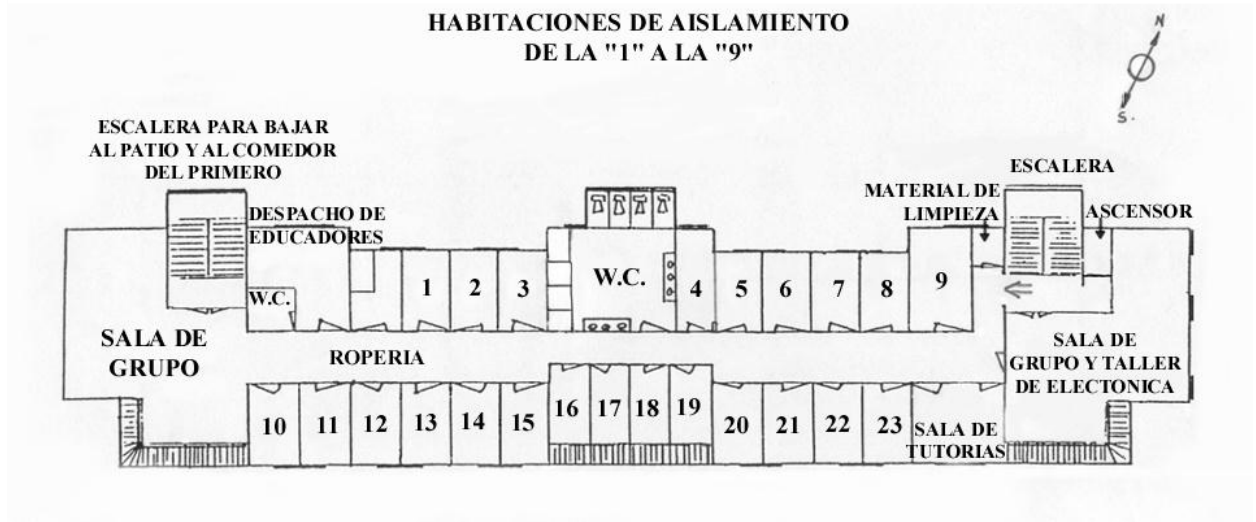 HABITACIONES DE AISLAMIENTO
DE LA "1" A LA "9"
N
S.
ESCALERA PARA BAJAR
AL PATIO Y AL COMEDOR
DEL PRIMERO
ESCALERA
DESPACHO DE
EDUCADORES
MATERIAL DE
LIMPIEZA
ASCENSOR
W.C.
1
2
3
W.C.
4
5
6
7
8
9
SALA DE
GRUPO
ROPERIA
SALA DE
GRUPO Y TALLER
DE ELECTONICA
10
11
12
13
14
15
16
17
18
19
20
21
22
23
SALA DE
TUTORIAS